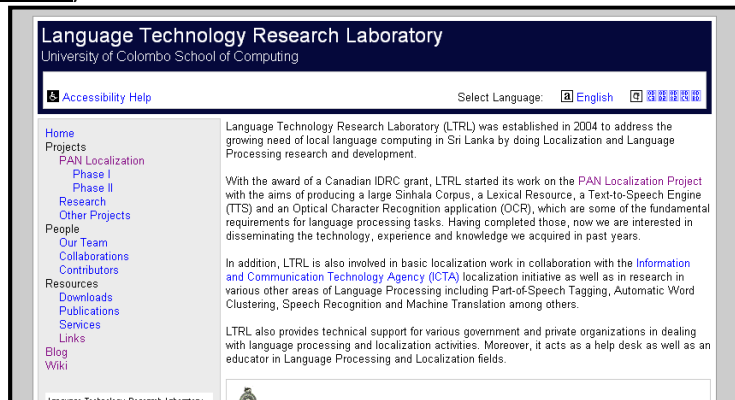 Language Technology Research Laboratory
University of Colombo School of Computing
Accessibility Help
Select Language:
a English
Home
Projects
PAN Localization
Phase I
Phase II
Research
Other Projects
People
Our Team
Collaborations
Contributors
Resources
Downloads
Publications
Services
Links
Blog
Wiki
Language Technology Research Laboratory (LTRL) was established in 2004 to address the
growing need of local language computing in Sri Lanka by doing Localization and Language
Processing research and development.
With the award of a Canadian IDRC grant, LTRL started its work on the PAN Localization Project
with the aims of producing a large Sinhala Corpus, a Lexical Resource, a Text-to-Speech Engine
(TTS) and an Optical Character Recognition application (OCR), which are some of the fundamental
requirements for language processing tasks. Having completed those, now we are interested in
disseminating the technology, experience and knowledge we acquired in past years.
In addition, LTRL is also involved in basic localization work in collaboration with the Information
and Communication Technology Agency (ICTA) localization initiative as well as in research in
various other areas of Language Processing including Part-of-Speech Tagging, Automatic Word
Clustering, Speech Recognition and Machine Translation among others.
LTRL also provides technical support for various government and private organizations in dealing
with language processing and localization activities. Moreover, it acts as a help desk as well as an
educator in Language Processing and Localization fields.